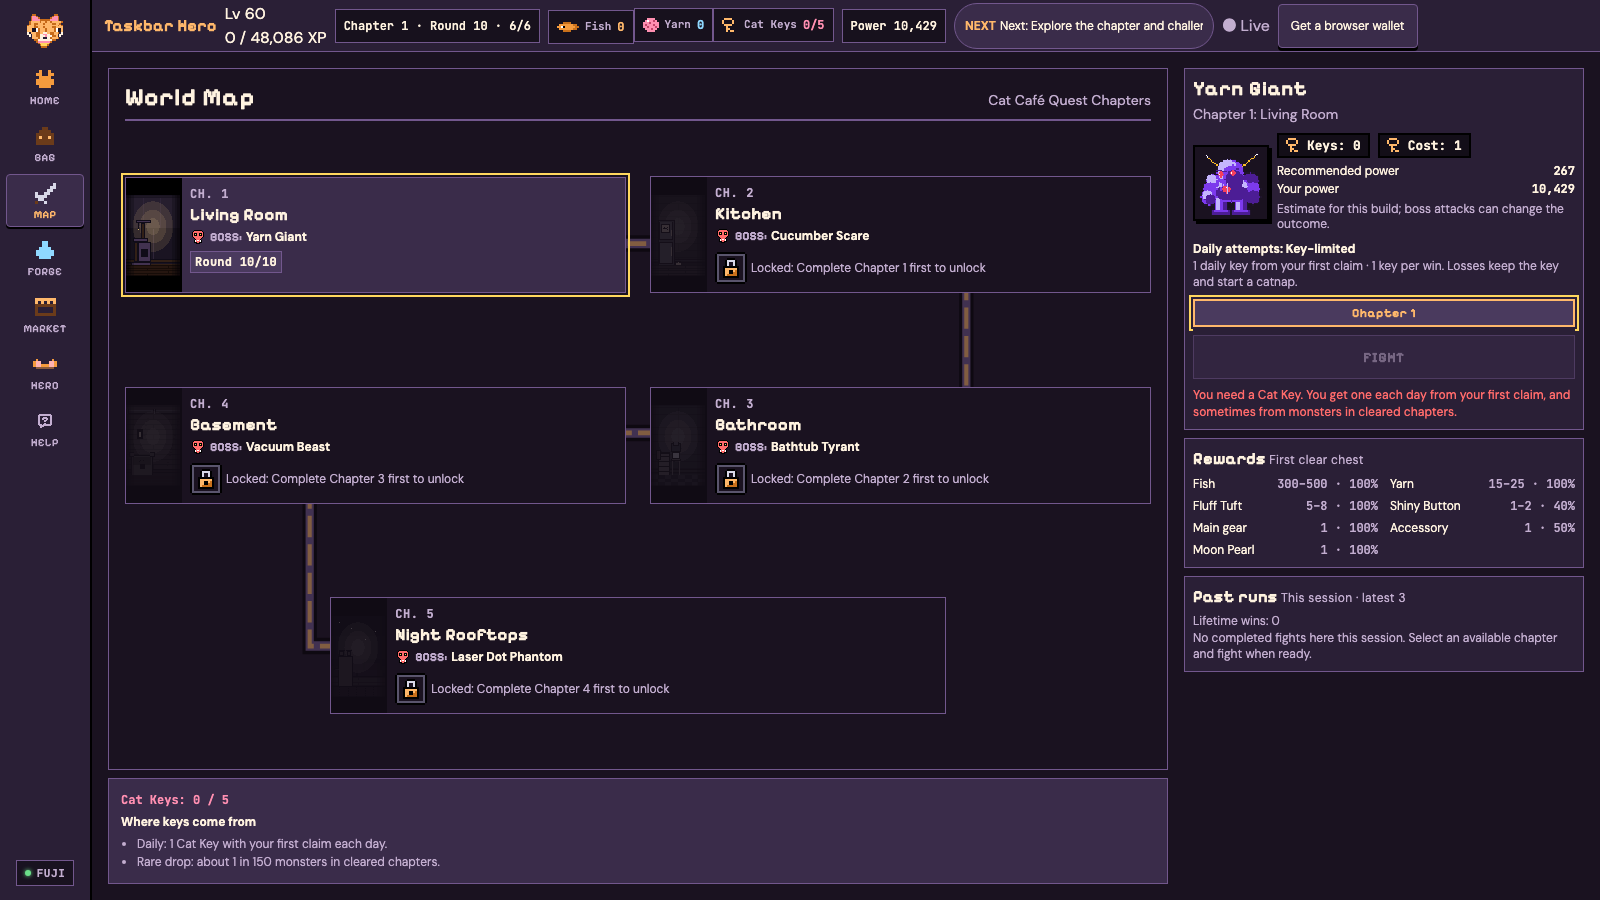 Taskbar Hero
Lv 60
0 / 48,086 XP
Chapter 1 · Round 10 · 6/6
Fish 0
Yarn 0
Cat Keys 0/5
Power 10,429
NEXT Next: Explore the chapter and challer
Live
Get a browser wallet
HOME
BAG
MAP
FORGE
MARKET
HERO
HELP
FUJI
World Map
Cat Café Quest Chapters
CH. 1
Living Room
BOSS: Yarn Giant
Round 10/10
CH. 2
Kitchen
BOSS: Cucumber Scare
Locked: Complete Chapter 1 first to unlock
CH. 4
Basement
BOSS: Vacuum Beast
Locked: Complete Chapter 3 first to unlock
CH. 3
Bathroom
BOSS: Bathtub Tyrant
Locked: Complete Chapter 2 first to unlock
CH. 5
Night Rooftops
BOSS: Laser Dot Phantom
Locked: Complete Chapter 4 first to unlock
Cat Keys: 0 / 5
Where keys come from
• Daily: 1 Cat Key with your first claim each day.
• Rare drop: about 1 in 150 monsters in cleared chapters.
Yarn Giant
Chapter 1: Living Room
Keys: 0
Cost: 1
Recommended power 267
Your power 10,429
Estimate for this build; boss attacks can change the
outcome.
Daily attempts: Key-limited
1 daily key from your first claim · 1 key per win. Losses keep the key
and start a catnap.
Chapter 1
FIGHT
You need a Cat Key. You get one each day from your first claim, and
sometimes from monsters in cleared chapters.
Rewards First clear chest
Fish 300–500 · 100% Yarn 15–25 · 100%
Fluff Tuft 5–8 · 100% Shiny Button 1–2 · 40%
Main gear 1 · 100% Accessory 1 · 50%
Moon Pearl 1 · 100%
Past runs This session · latest 3
Lifetime wins: 0
No completed fights here this session. Select an available chapter
and fight when ready.